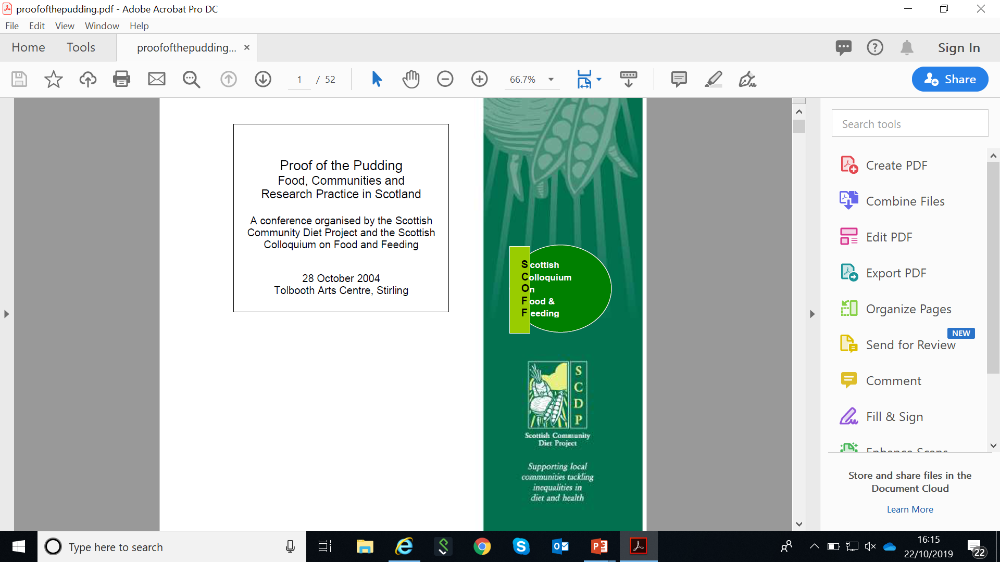 proofofthepudding.pdf - Adobe Acrobat Pro DC
File Edit View Window Help
Home Tools proofofthepudding... × Sign In
1 / 52 66.7% Share
Proof of the Pudding
Food, Communities and
Research Practice in Scotland
A conference organised by the Scottish
Community Diet Project and the Scottish
Colloquium on Food and Feeding
28 October 2004
Tolbooth Arts Centre, Stirling
Scottish
Colloquium
On
Food &
Feeding
S
C
D
P
Scottish Community
Diet Project
Supporting local
communities tackling
inequalities in
diet and health
Search tools
Create PDF
Combine Files
Edit PDF
Export PDF
Organize Pages
NEW
Send for Review
Comment
Fill & Sign
Enhance Scans
Store and share files in the
Document Cloud
Learn More
Type here to search
16:15
22/10/2019
22